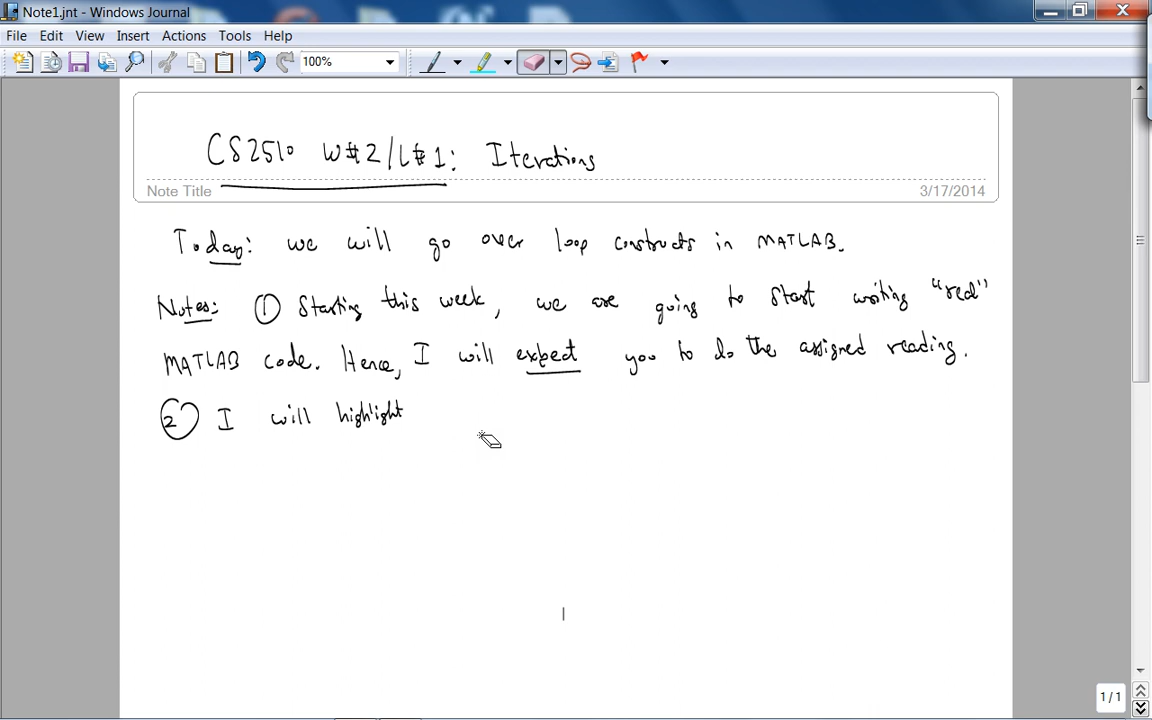 Note1.jnt - Windows Journal
File Edit View Insert Actions Tools Help
100%
CS2510 W#2/L#1: Iterations
Note Title
3/17/2014
Today: we will go over loop constructs in MATLAB.
Notes: ① Starting this week, we are going to start writing "real"
MATLAB code. Hence, I will expect you to do the assigned reading.
② I will highlight
1
1/1